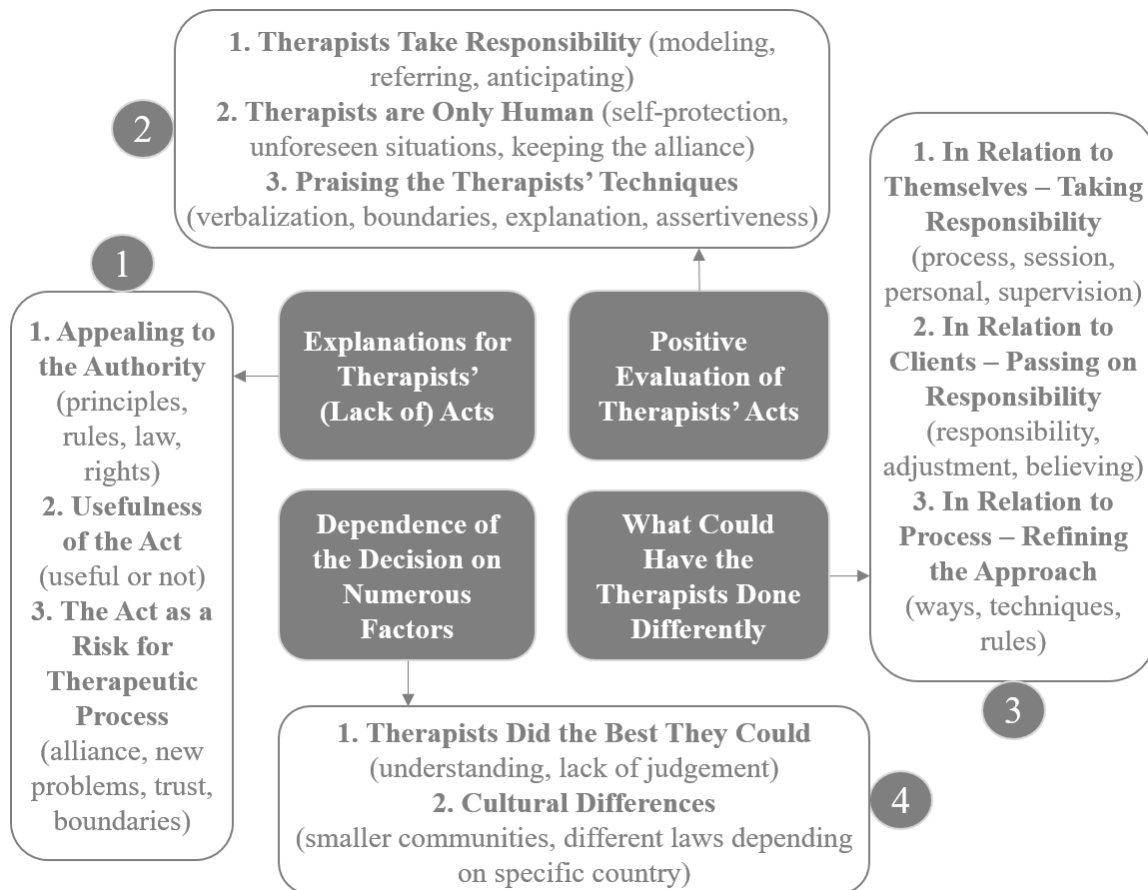 1. Therapists Take Responsibility (modeling,
referring, anticipating)
2. Therapists are Only Human (self-protection,
unforeseen situations, keeping the alliance)
3. Praising the Therapists’ Techniques
(verbalization, boundaries, explanation, assertiveness)
2
1
1. Appealing to
the Authority
(principles,
rules, law,
rights)
2. Usefulness
of the Act
(useful or not)
3. The Act as a
Risk for
Therapeutic
Process
(alliance, new
problems, trust,
boundaries)
Explanations for
Therapists’
(Lack of) Acts
Positive
Evaluation of
Therapists’ Acts
Dependence of
the Decision on
Numerous
Factors
What Could
Have the
Therapists Done
Differently
1. In Relation to
Themselves – Taking
Responsibility
(process, session,
personal, supervision)
2. In Relation to
Clients – Passing on
Responsibility
(responsibility,
adjustment, believing)
3. In Relation to
Process – Refining
the Approach
(ways, techniques,
rules)
3
1. Therapists Did the Best They Could
(understanding, lack of judgement)
2. Cultural Differences
(smaller communities, different laws depending
on specific country)
4